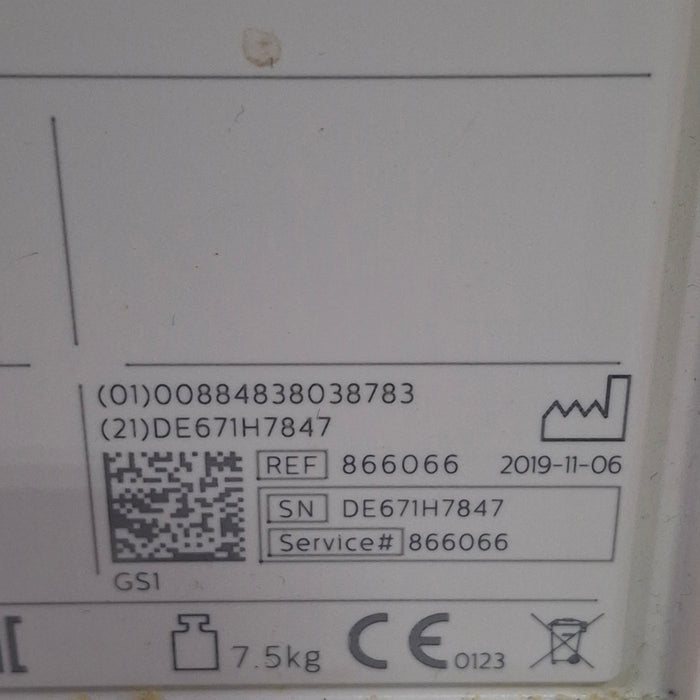 (01)00884838038783
(21)DE671H7847
REF 866066 2019-11-06
SN DE671H7847
Service# 866066
GS1
7.5kg CE 0123